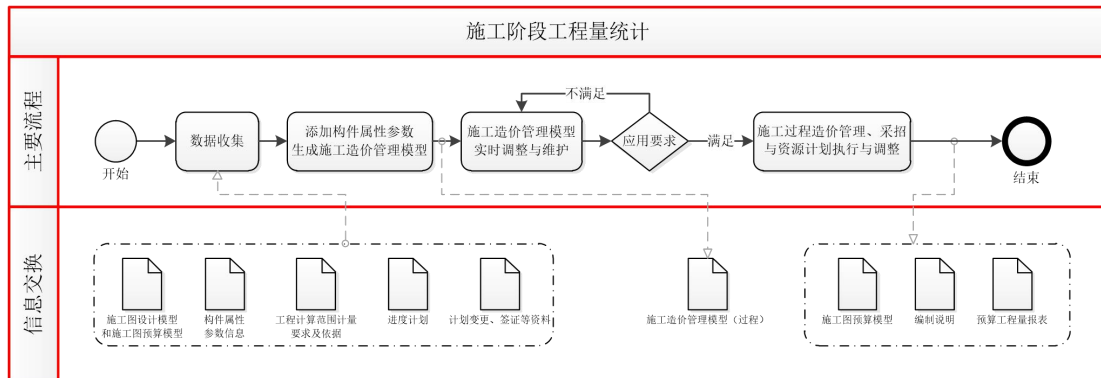 施工阶段工程量统计
主要流程
开始
数据收集
添加构件属性参数
生成施工造价管理模型
施工造价管理模型
实时调整与维护
不满足
应用要求
满足
施工过程造价管理、采招
与资源计划执行与调整
结束
信息交换
施工图设计模型
和施工图预算模型
构件属性
参数信息
工程计算范围计量
要求及依据
进度计划
计划变更、签证等资料
施工造价管理模型（过程）
施工图预算模型
编制说明
预算工程量报表